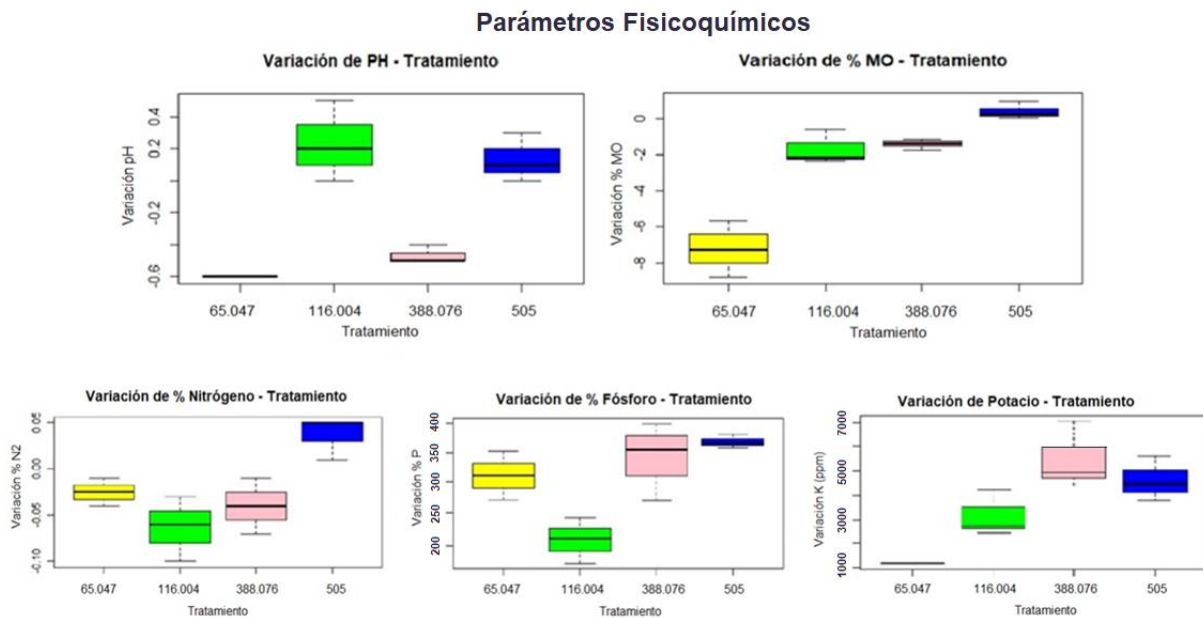 Parámetros Fisicoquímicos
Variación de PH - Tratamiento
Variación pH
0.4
0.2
-0.2
-0.6
65.047 116.004 388.076 505
Tratamiento
Variación de % MO - Tratamiento
Variación % MO
0
-2
-4
-6
-8
65.047 116.004 388.076 505
Tratamiento
Variación de % Nitrógeno - Tratamiento
Variación % N2
0.05
0.00
-0.05
-0.10
65.047 116.004 388.076 505
Tratamiento
Variación de % Fósforo - Tratamiento
Variación % P
400
350
300
250
200
65.047 116.004 388.076 505
Tratamiento
Variación de Potacio - Tratamiento
Variación K (ppm)
7000
5000
3000
1000
65.047 116.004 388.076 505
Tratamiento